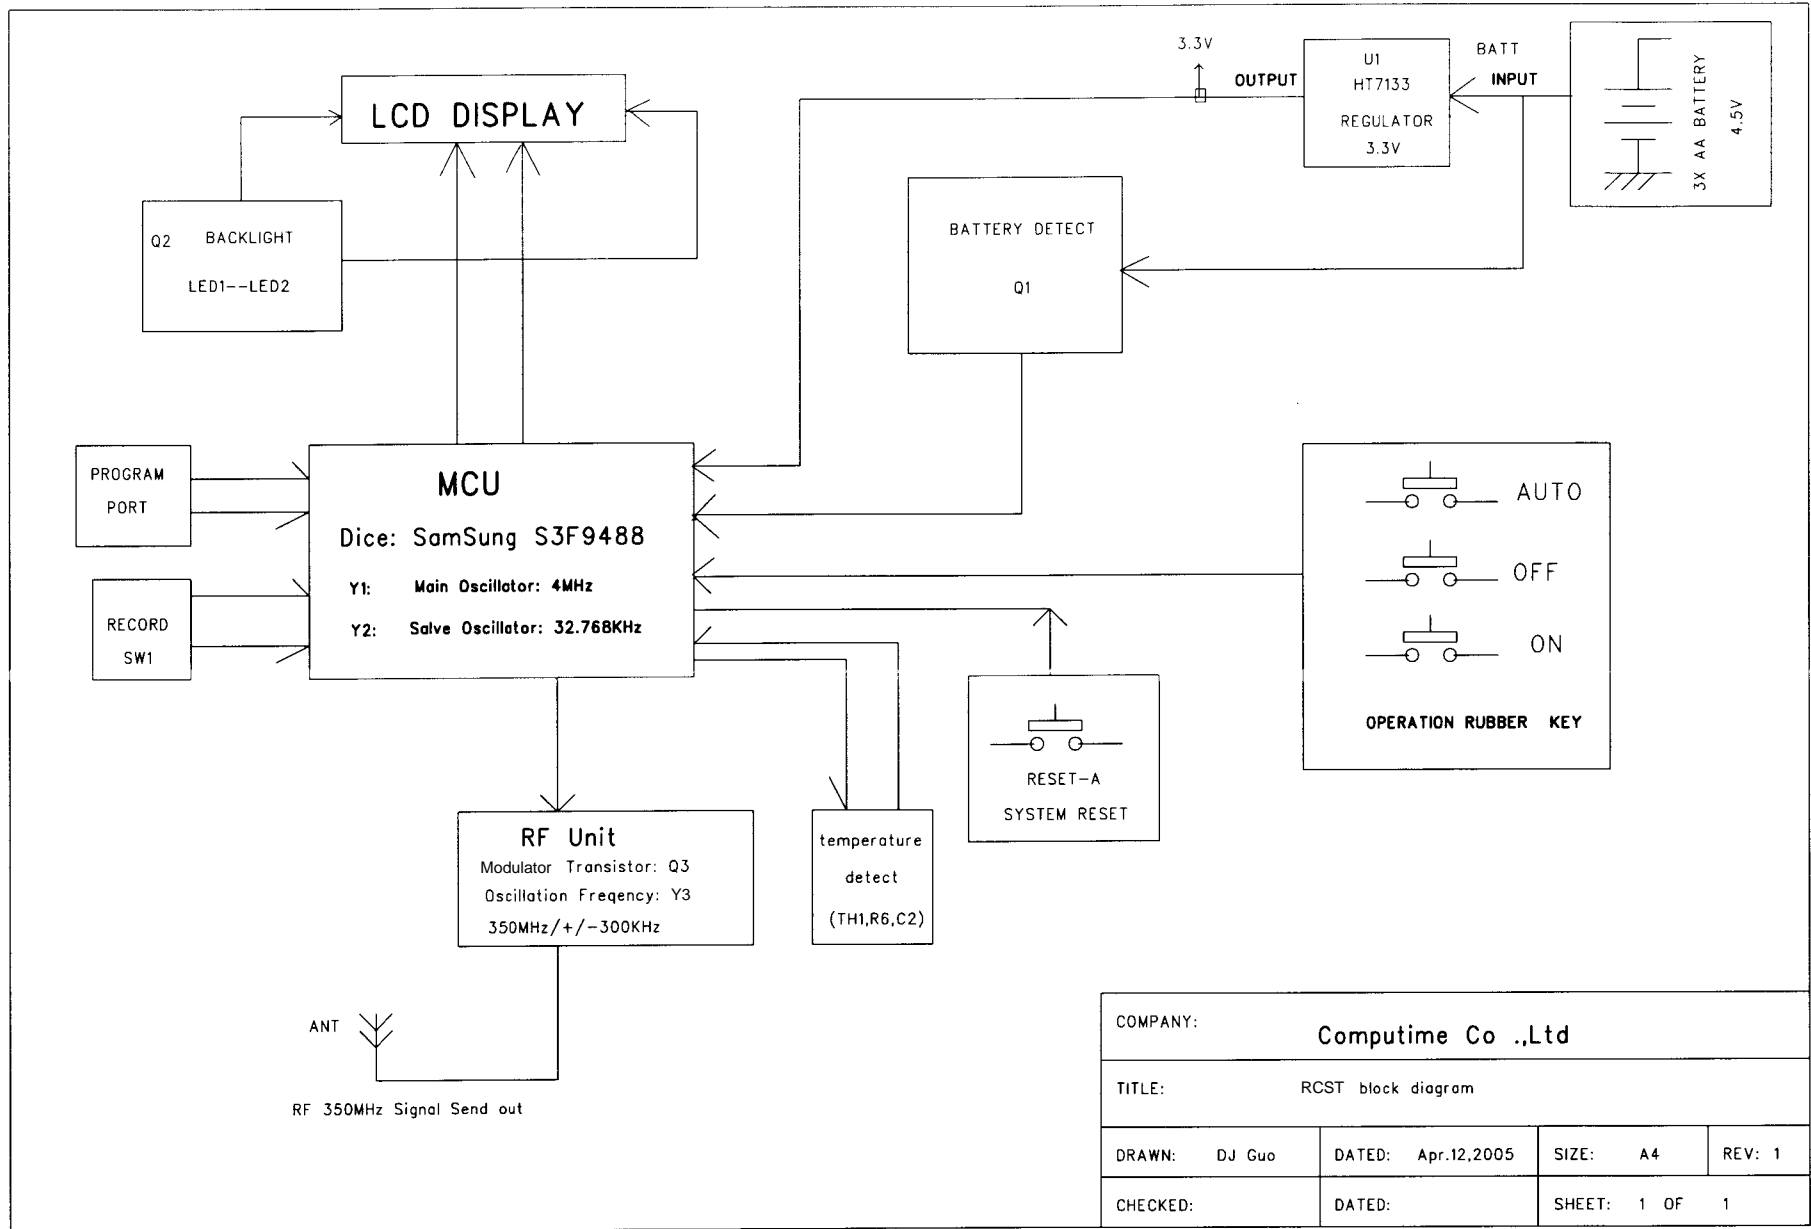 3.3V
OUTPUT
U1
HT7133
REGULATOR
3.3V
BATT
INPUT
3X AA BATTERY
4.5V
LCD DISPLAY
Q2 BACKLIGHT
LED1--LED2
BATTERY DETECT
Q1
PROGRAM
PORT
RECORD
SW1
MCU
Dice: SamSung S3F9488
Y1: Main Oscillator: 4MHz
Y2: Salve Oscillator: 32.768KHz
AUTO
OFF
ON
OPERATION RUBBER KEY
RESET-A
SYSTEM RESET
RF Unit
Modulator Transistor: Q3
Oscillation Freqency: Y3
350MHz/+/-300KHz
temperature
detect
(TH1,R6,C2)
ANT
RF 350MHz Signal Send out
COMPANY: Computime Co .,Ltd
TITLE: RCST block diagram
DRAWN: DJ Guo DATED: Apr.12,2005 SIZE: A4 REV: 1
CHECKED: DATED: SHEET: 1 OF 1